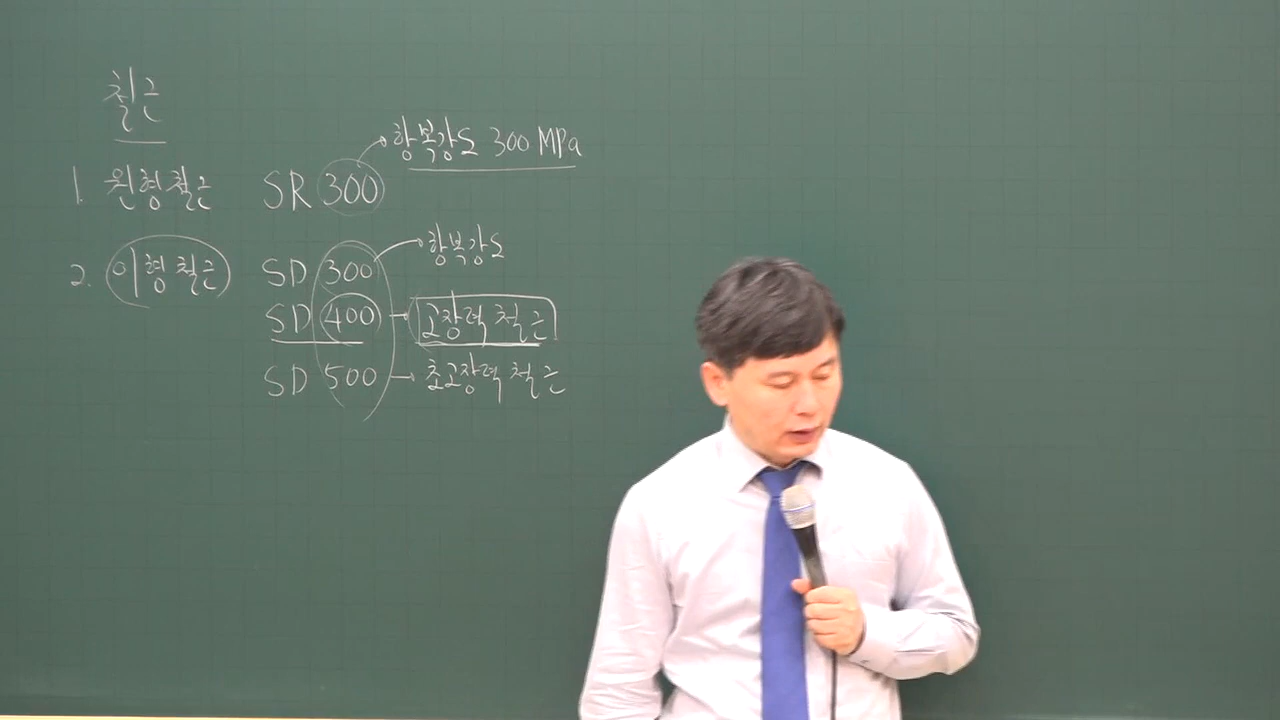 철근
항복강도 300 MPa
1. 원형철근 SR 300
항복강도
2. 이형철근 SD 300
SD 400 고장력 철근
SD 500 초고장력 철근